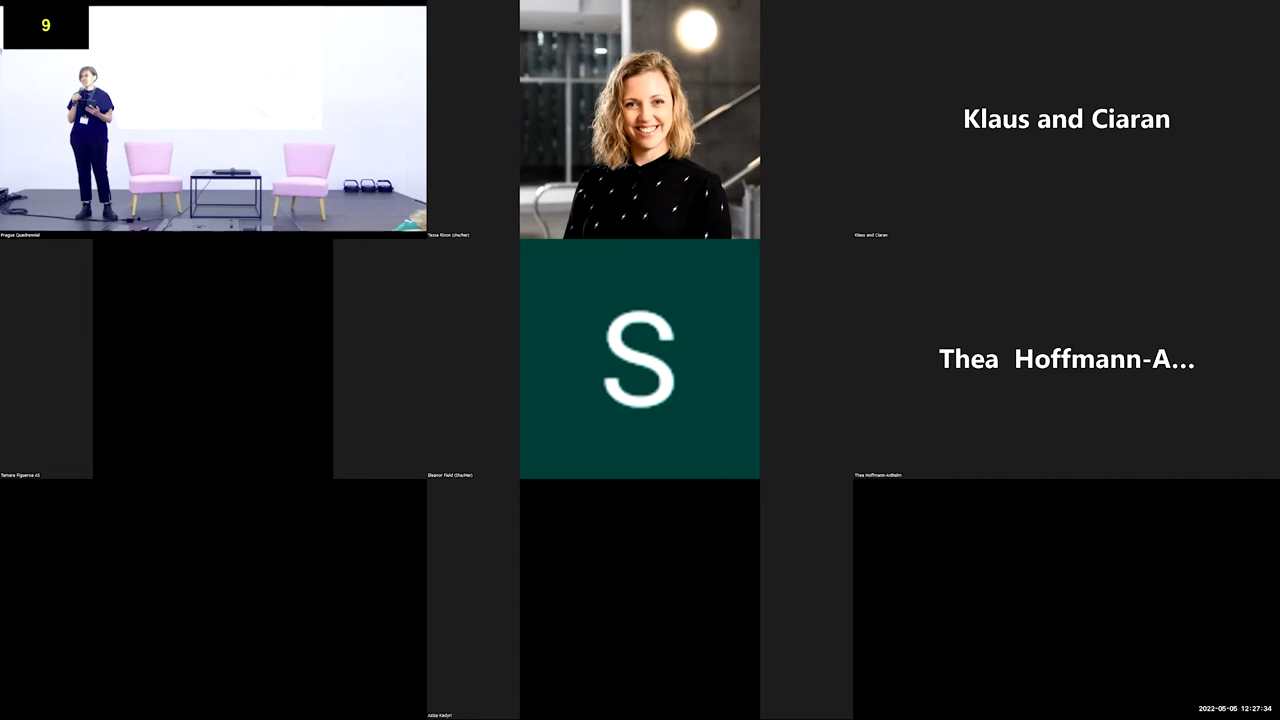 9
Prague Quadrennial
Tessa Rixon (she/her)
Klaus and Ciaran
Klaus and Ciaran
S
Thea Hoffmann-A...
Tamara Figueroa AS
Eleanor Field (She/Her)
Thea Hoffmann-Axthelm
Aziza Kadyri
2022-05-05 12:27:34